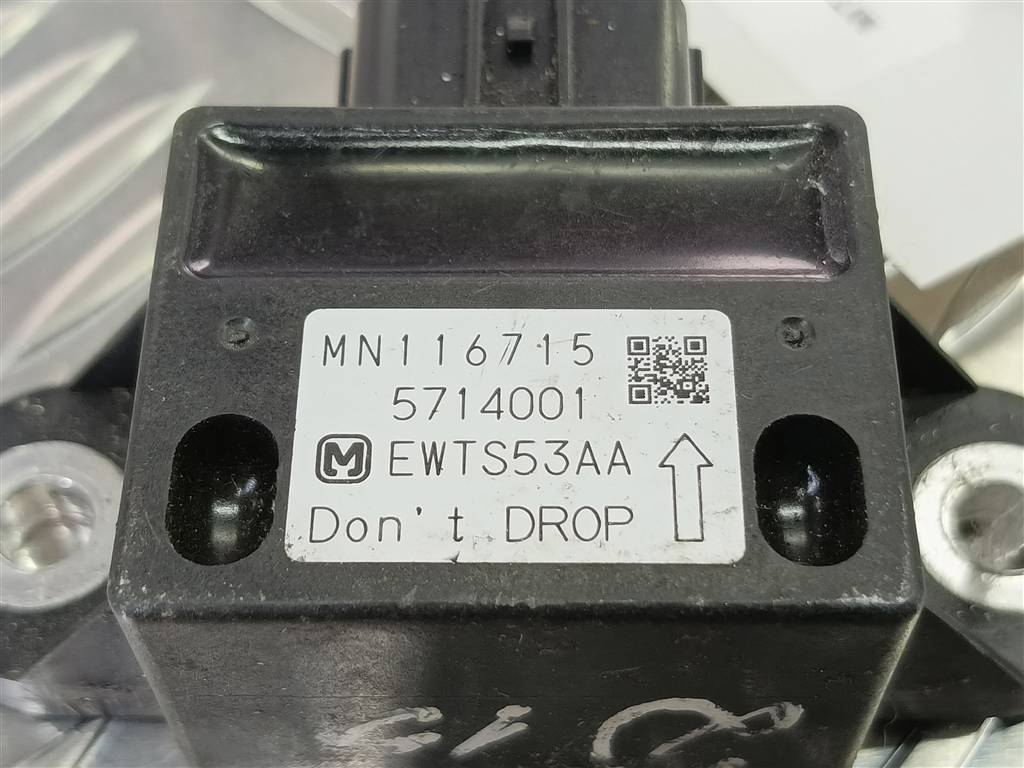 MN116715
5714001
M EWTS53AA
Don't DROP